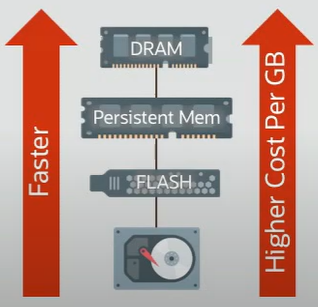 DRAM
Persistent Mem
FLASH
Faster
Higher Cost Per GB